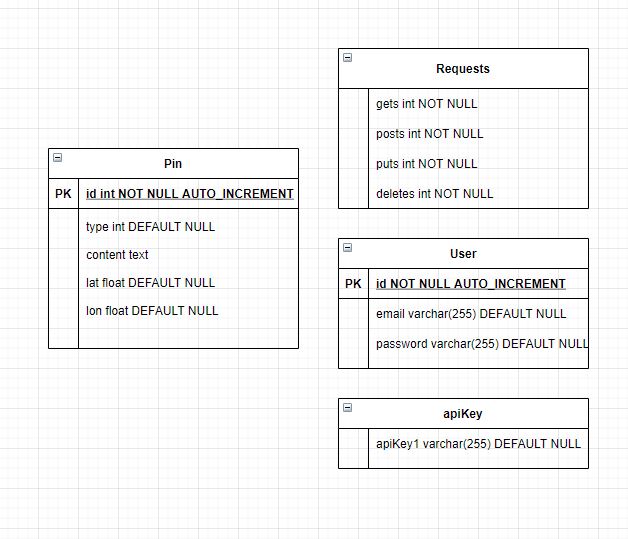 Pin
PK id int NOT NULL AUTO_INCREMENT
type int DEFAULT NULL
content text
lat float DEFAULT NULL
lon float DEFAULT NULL
Requests
gets int NOT NULL
posts int NOT NULL
puts int NOT NULL
deletes int NOT NULL
User
PK id NOT NULL AUTO_INCREMENT
email varchar(255) DEFAULT NULL
password varchar(255) DEFAULT NULL
apiKey
apiKey1 varchar(255) DEFAULT NULL